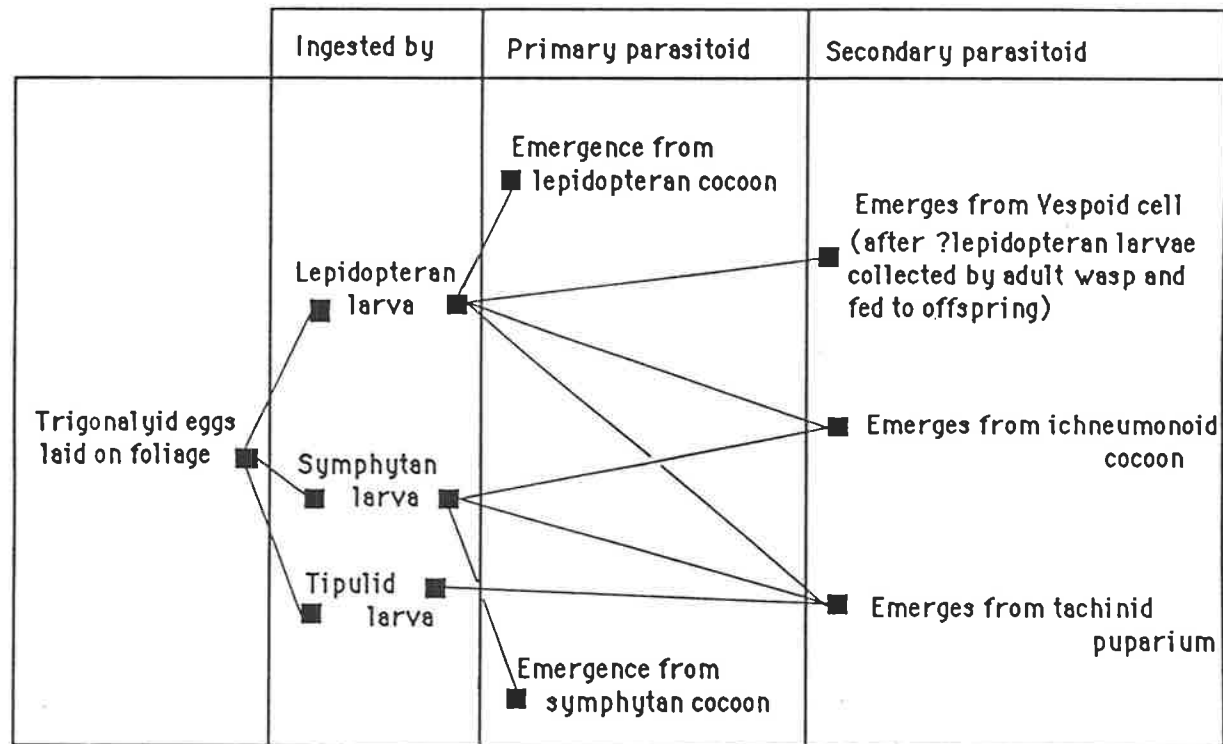 Ingested by
Primary parasitoid
Secondary parasitoid
Trigonalyid eggs
laid on foliage
Lepidopteran
larva
Symphytan
larva
Tipulid
larva
Emergence from
lepidopteran cocoon
Emergence from
symphytan cocoon
Emerges from Vespoid cell
(after ?lepidopteran larvae
collected by adult wasp and
fed to offspring)
Emerges from ichneumonoid
cocoon
Emerges from tachinid
puparium